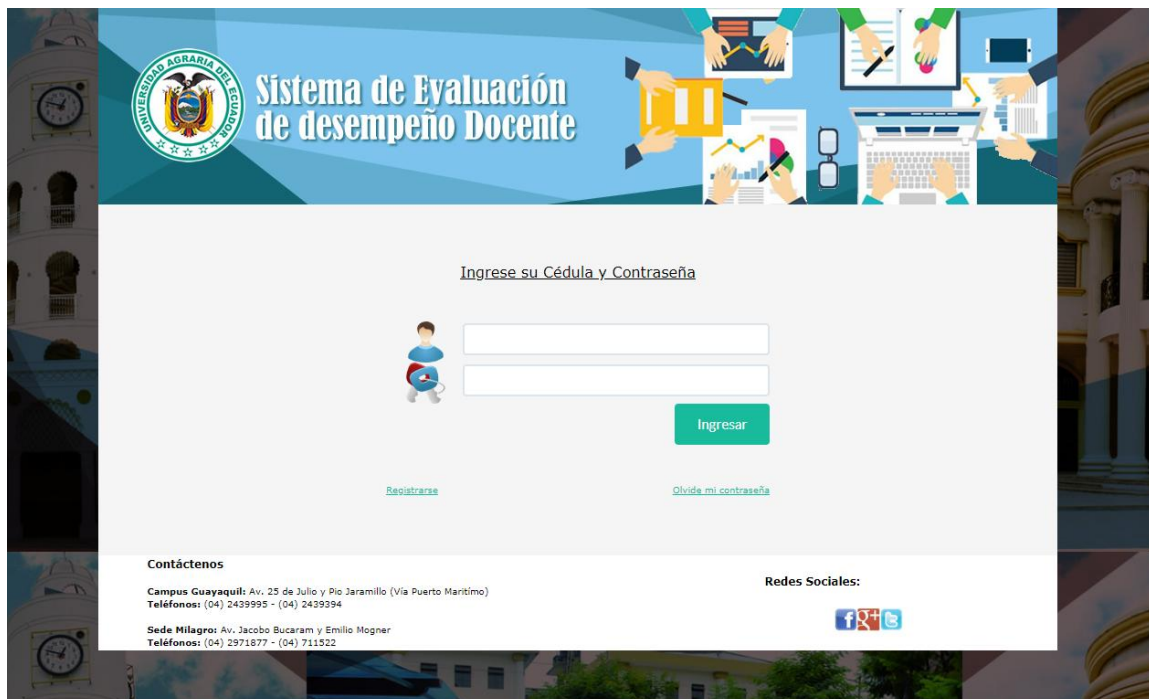 UNIVERSIDAD AGRARIA DEL ECUADOR
Sistema de Evaluación
de desempeño Docente
Ingrese su Cédula y Contraseña
Ingresar
Registrarse
Olvide mi contraseña
Contáctenos
Campus Guayaquil: Av. 25 de Julio y Pio Jaramillo (Vía Puerto Maritímo)
Teléfonos: (04) 2439995 - (04) 2439394
Sede Milagro: Av. Jacobo Bucaram y Emilio Mogner
Teléfonos: (04) 2971877 - (04) 711522
Redes Sociales: